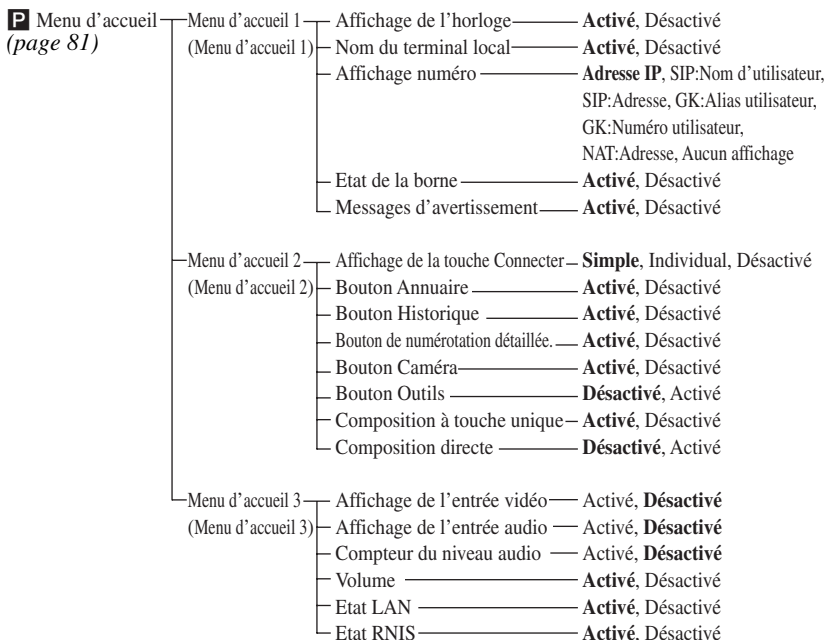 P Menu d'accueil Menu d'accueil 1 Affichage de l'horloge Activé, Désactivé
(page 81) (Menu d'accueil 1) Nom du terminal local Activé, Désactivé
Affichage numéro Adresse IP, SIP:Nom d'utilisateur,
SIP:Adresse, GK:Alias utilisateur,
GK:Numéro utilisateur,
NAT:Adresse, Aucun affichage
Etat de la borne Activé, Désactivé
Messages d'avertissement Activé, Désactivé
Menu d'accueil 2 Affichage de la touche Connecter Simple, Individual, Désactivé
(Menu d'accueil 2) Bouton Annuaire Activé, Désactivé
Bouton Historique Activé, Désactivé
Bouton de numérotation détaillée. Activé, Désactivé
Bouton Caméra Activé, Désactivé
Bouton Outils Désactivé, Activé
Composition à touche unique Activé, Désactivé
Composition directe Désactivé, Activé
Menu d'accueil 3 Affichage de l'entrée vidéo Activé, Désactivé
(Menu d'accueil 3) Affichage de l'entrée audio Activé, Désactivé
Compteur du niveau audio Activé, Désactivé
Volume Activé, Désactivé
Etat LAN Activé, Désactivé
Etat RNIS Activé, Désactivé